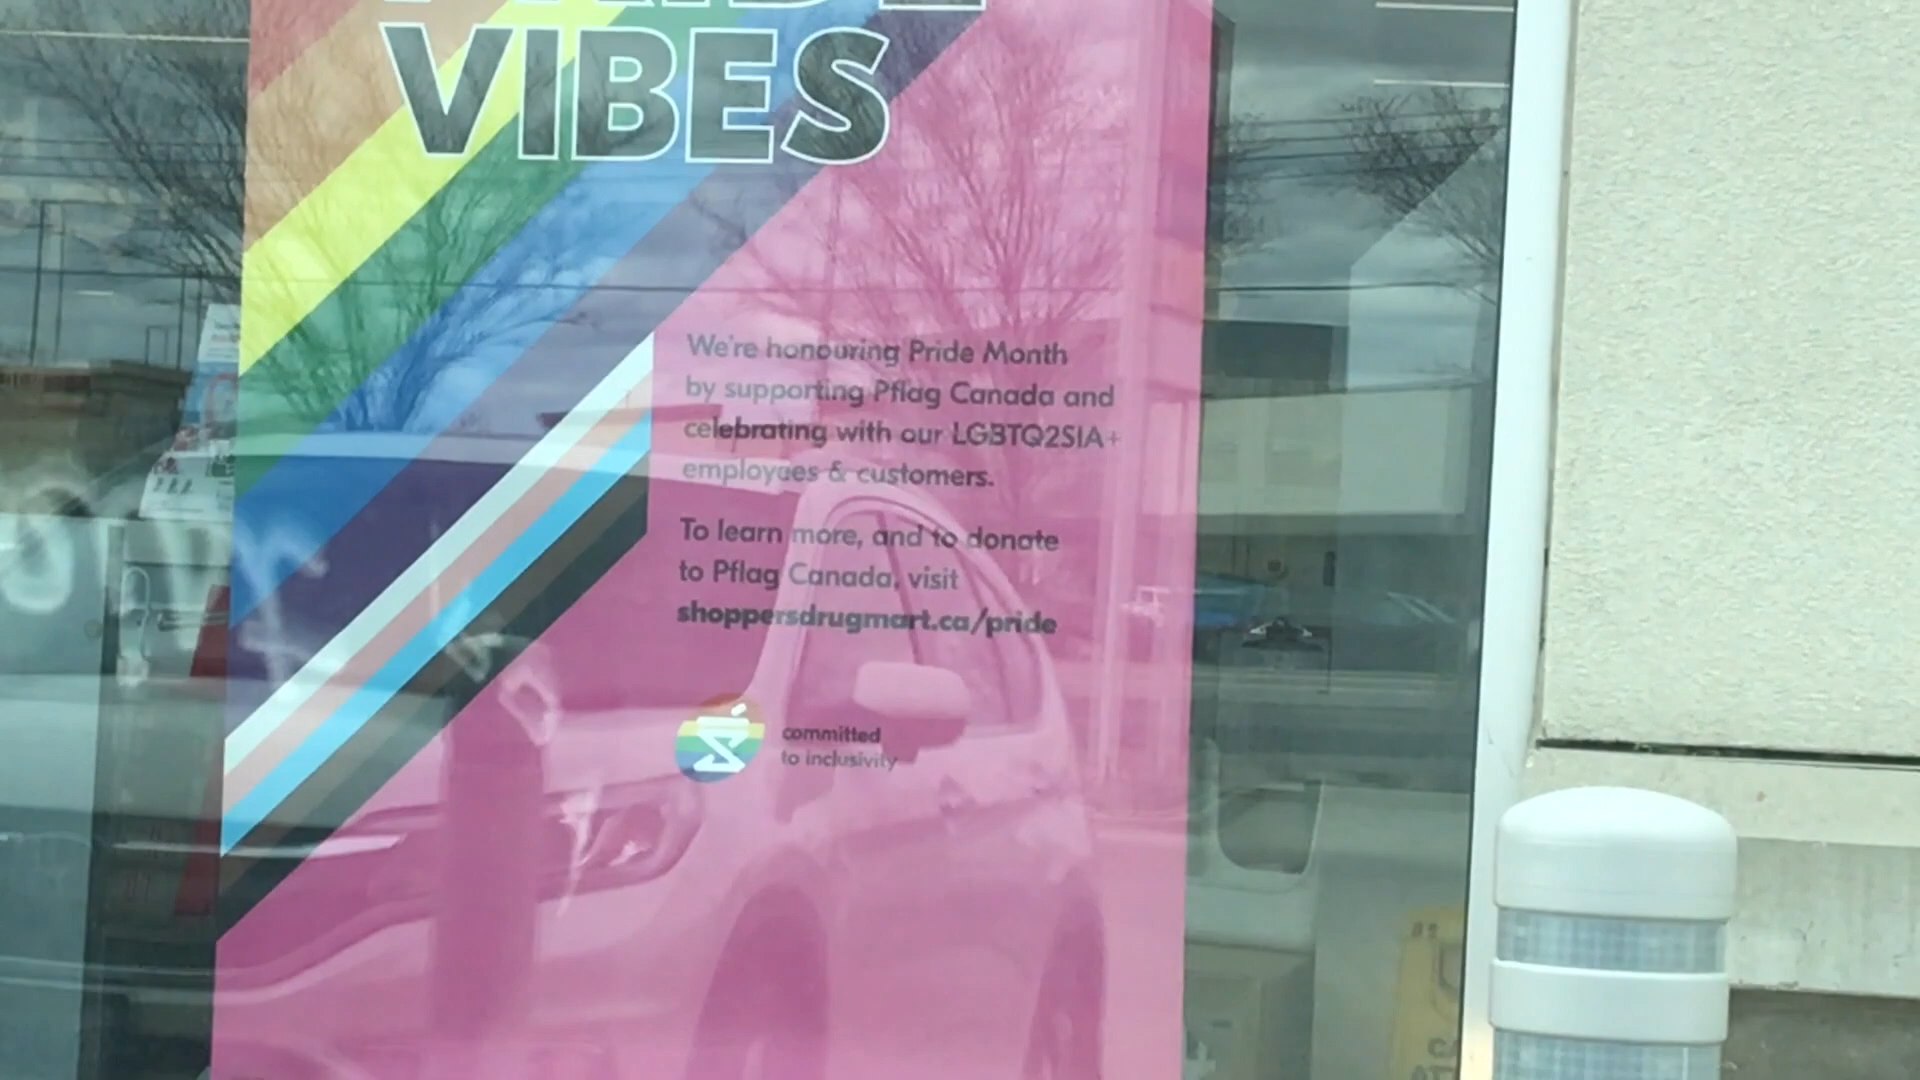 PRIDE
VIBES
We're honouring Pride Month
by supporting Pflag Canada and
celebrating with our LGBTQ2SIA+
employees & customers.
To learn more, and to donate
to Pflag Canada, visit
shoppersdrugmart.ca/pride
committed
to inclusivity